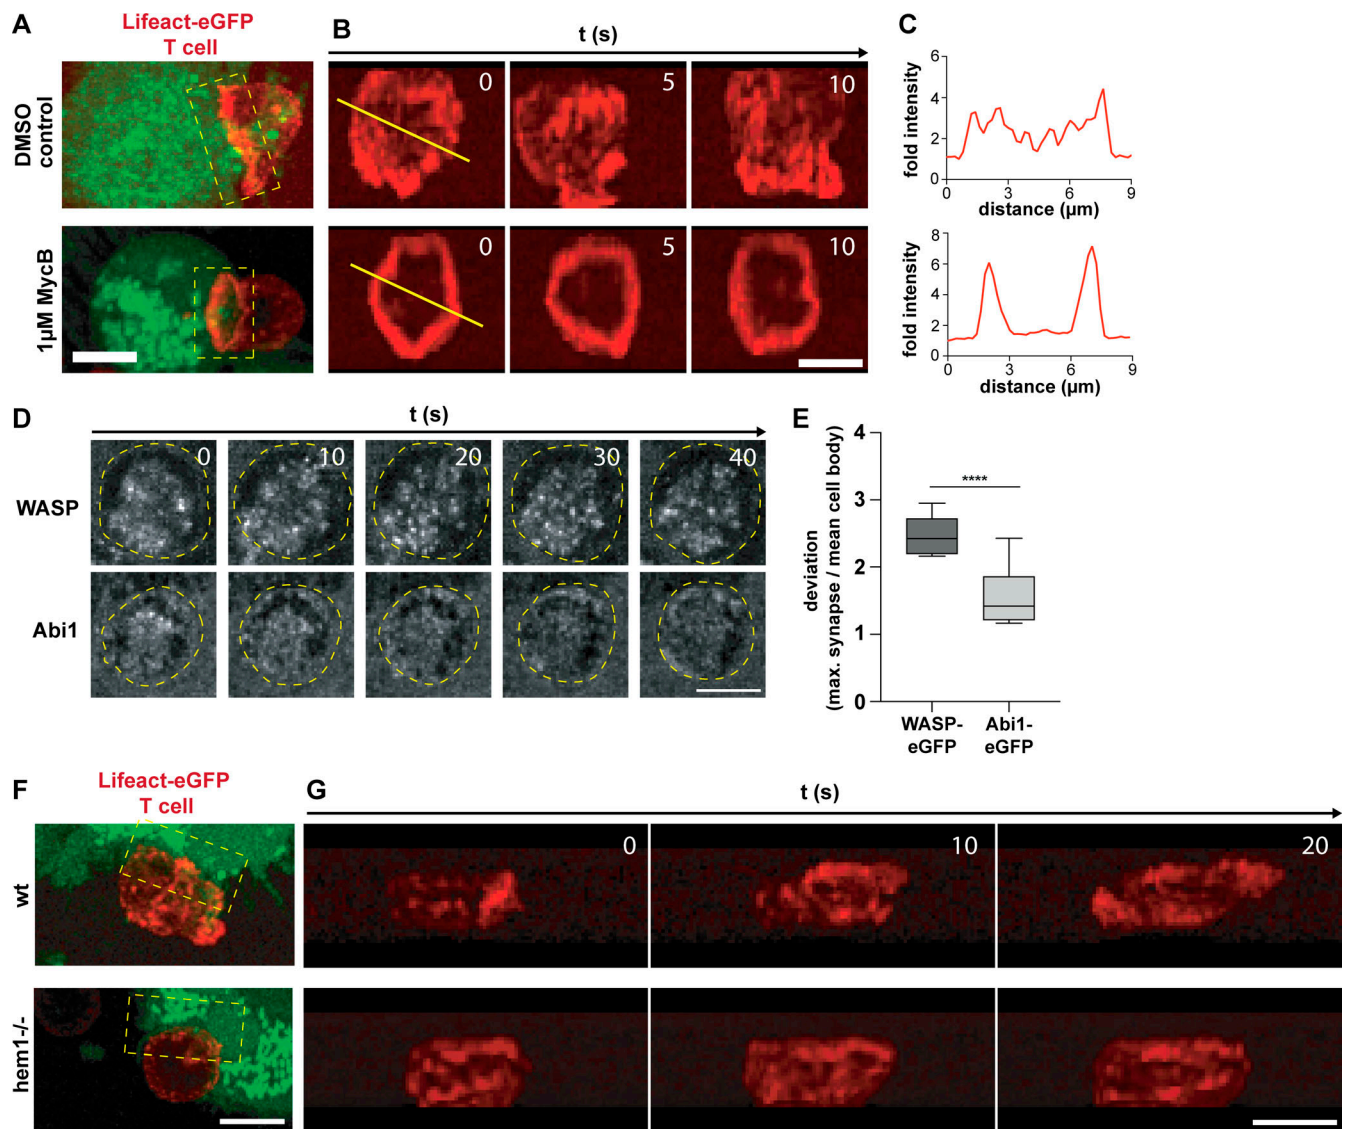 A
Lifeact-eGFP
T cell
DMSO
control
1µM MycB
B
t (s)
0
5
10
0
5
10
C
fold intensity
6
4
2
0
0
3
6
9
distance (µm)
fold intensity
8
6
4
2
0
0
3
6
9
distance (µm)
D
t (s)
WASP
0
10
20
30
40
Abi1
E
deviation
(max. synapse / mean cell body)
4
3
2
1
0
****
WASP-
eGFP
Abi1-
eGFP
F
Lifeact-eGFP
T cell
wt
hem1-/-
G
t (s)
0
10
20